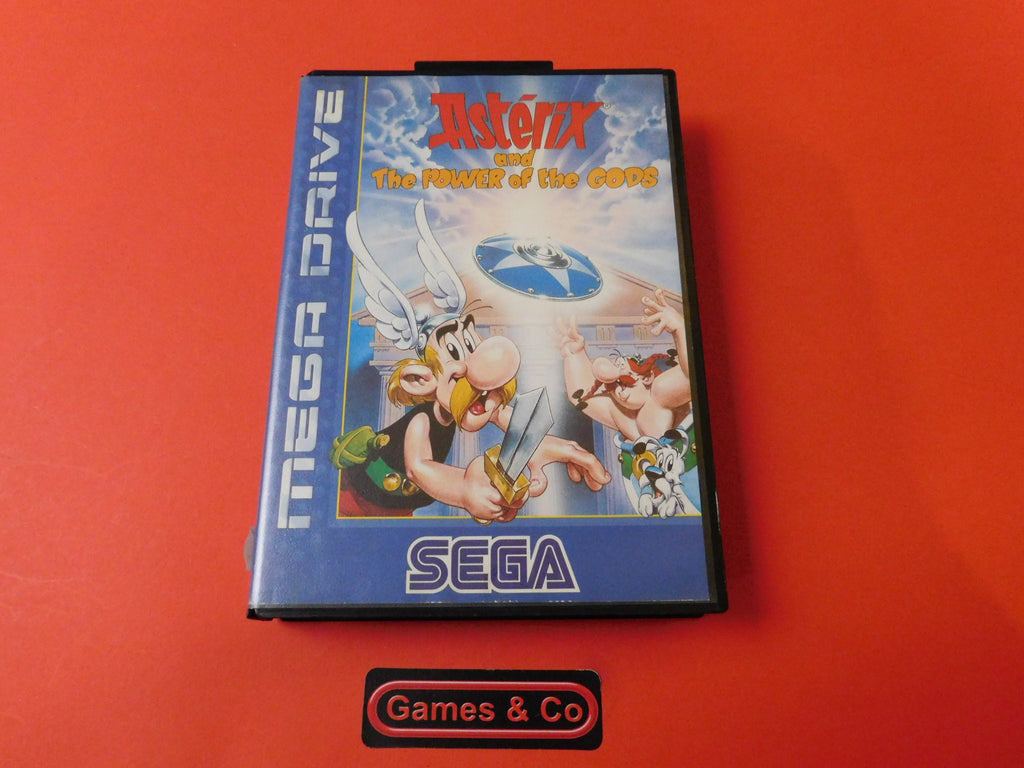 MEGA DRIVE
Astérix
and
The POWER of the GODS
SEGA
Games & Co